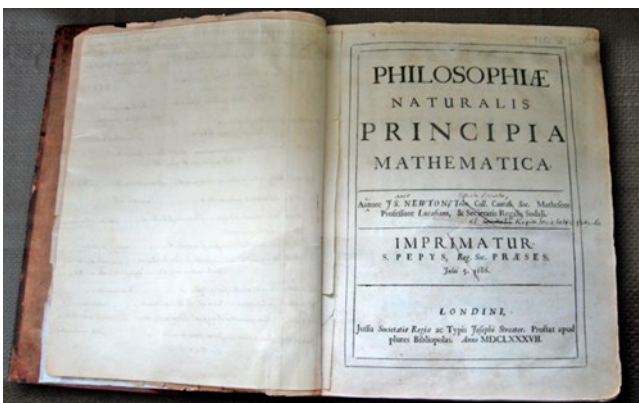 PHILOSOPHIÆ
NATURALIS
PRINCIPIA
MATHEMATICA.
Autore JS. NEWTON, Trin. Coll. Cantab. Soc. Matheseos
Professore Lucasiano, & Societatis Regalis Sodali.
IMPRIMATUR.
S. PEPYS, Reg. Soc. PRÆSES.
Julii 5. 1686.
LONDINI,
Jussu Societatis Regiæ ac Typis Josephi Streater. Prostat apud
plures Bibliopolas. Anno MDCLXXXVII.